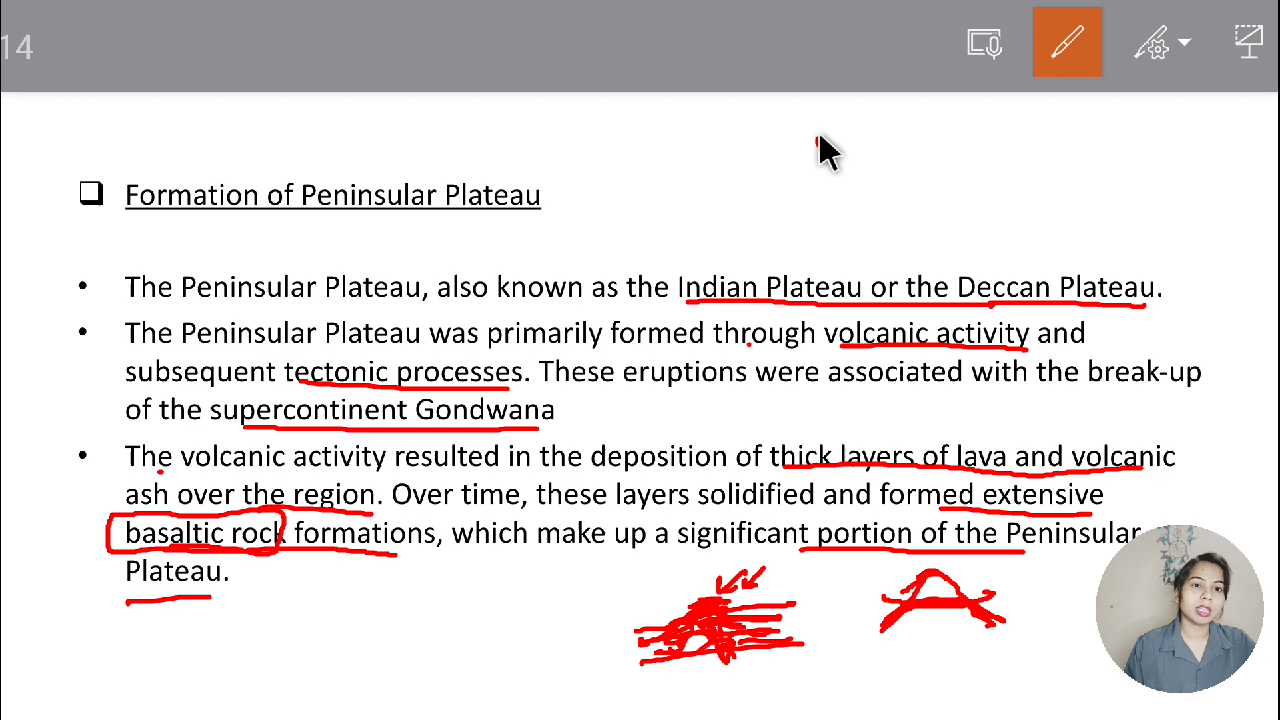 14
Formation of Peninsular Plateau
The Peninsular Plateau, also known as the Indian Plateau or the Deccan Plateau.
The Peninsular Plateau was primarily formed through volcanic activity and
subsequent tectonic processes. These eruptions were associated with the break-up
of the supercontinent Gondwana
The volcanic activity resulted in the deposition of thick layers of lava and volcanic
ash over the region. Over time, these layers solidified and formed extensive
basaltic rock formations, which make up a significant portion of the Peninsular
Plateau.